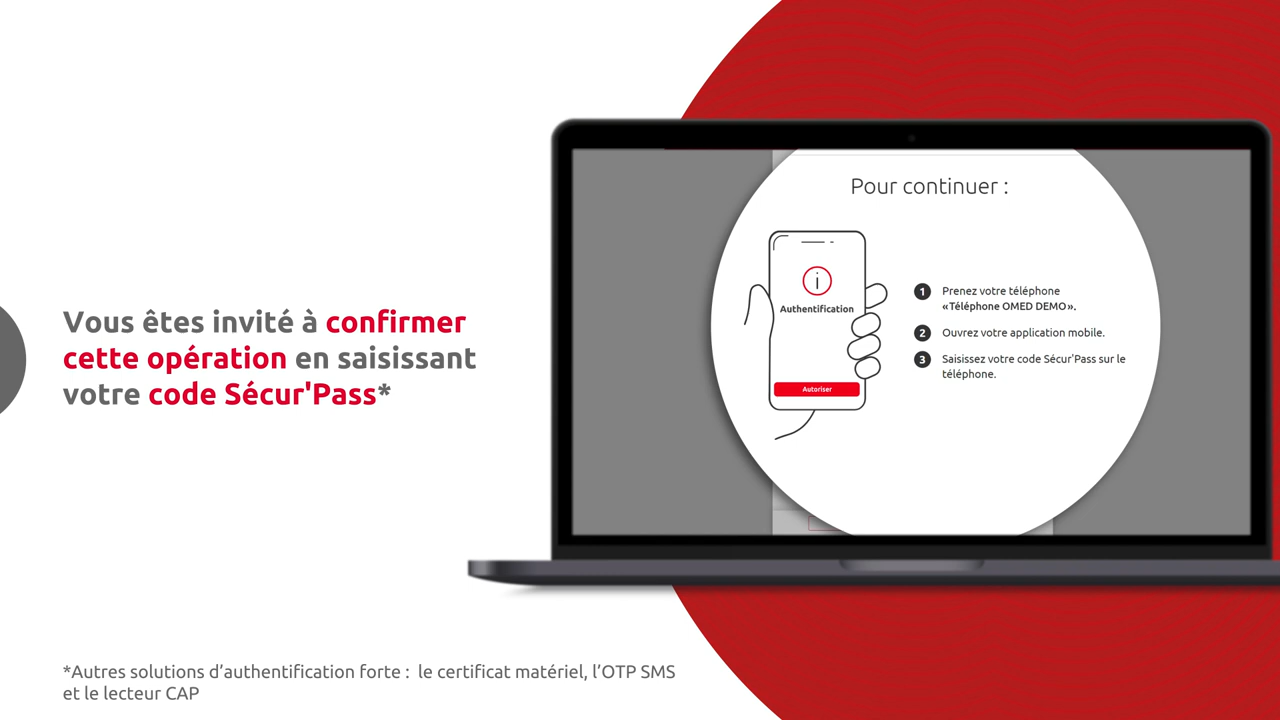 Vous êtes invité à confirmer
cette opération en saisissant
votre code Sécur'Pass*
Pour continuer :
i
Authentification
Autoriser
1 Prenez votre téléphone
«Téléphone OMED DEMO».
2 Ouvrez votre application mobile.
3 Saisissez votre code Sécur'Pass sur le
téléphone.
*Autres solutions d’authentification forte :  le certificat matériel, l’OTP SMS
et le lecteur CAP